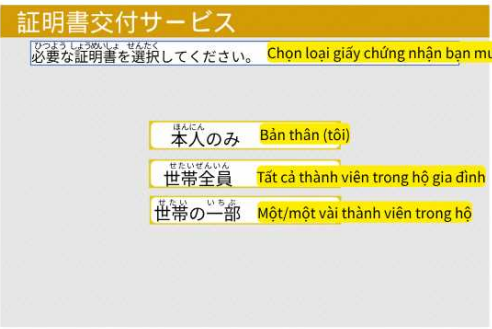 証明書交付サービス
ひつよう しょうめいしょ せんたく
必要な証明書を選択してください。 Chọn loại giấy chứng nhận bạn mu
ほんにん
本人のみ Bản thân (tôi)
せたいぜんいん
世帯全員 Tất cả thành viên trong hộ gia đình
せたい いちぶ
世帯の一部 Một/một vài thành viên trong hộ